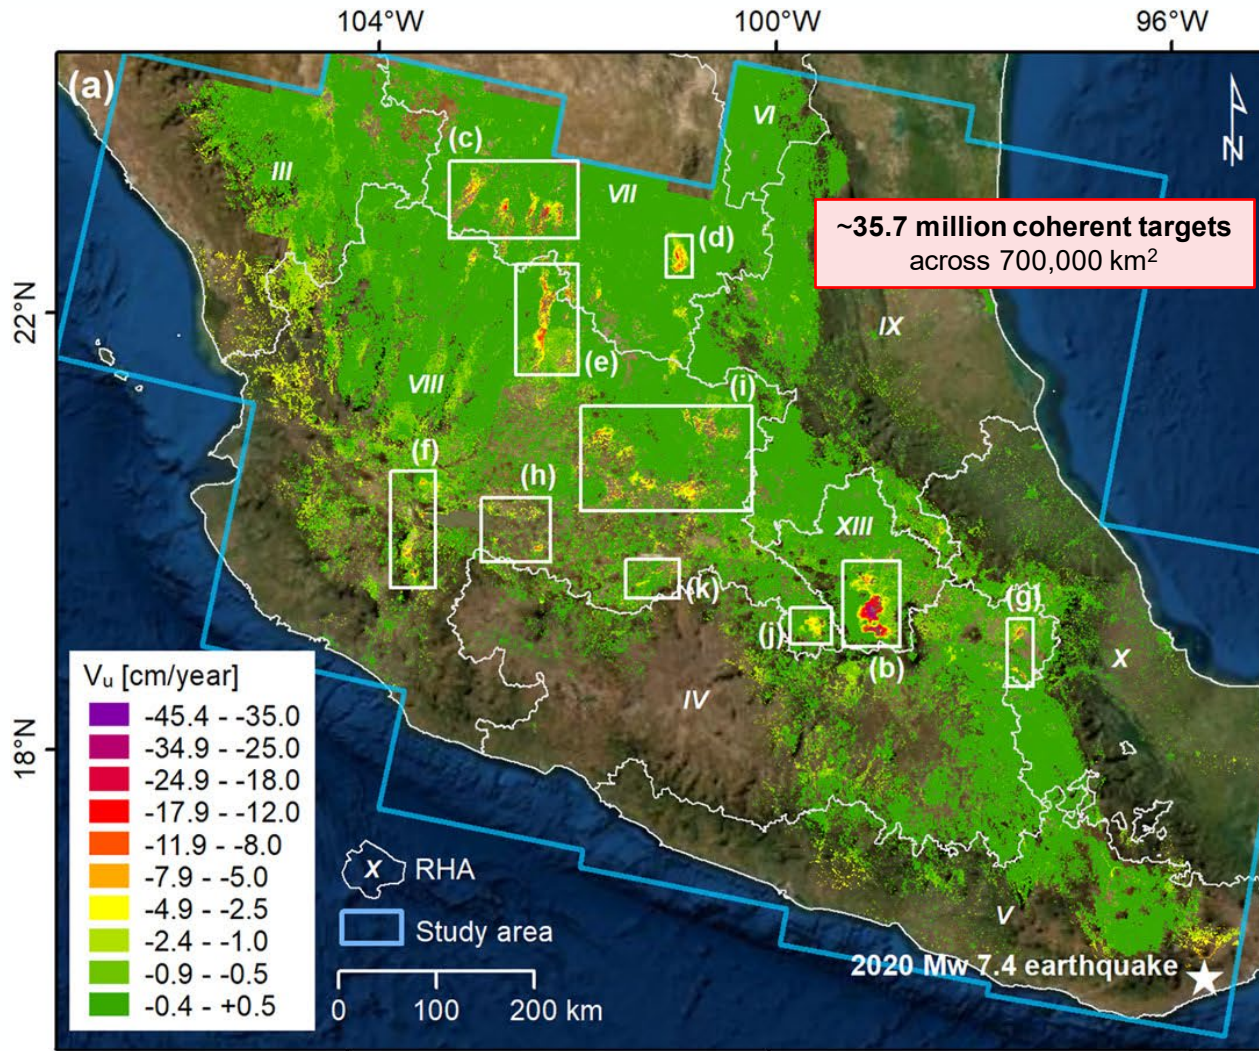 104°W
100°W
96°W
(a)
N
VI
(c)
III
VII
~35.7 million coherent targets
across 700,000 km²
(d)
22°N
IX
(e)
VIII
(i)
(f)
(h)
XIII
(k)
(g)
(j)
(b)
X
IV
18°N
Vu [cm/year]
-45.4 - -35.0
-34.9 - -25.0
-24.9 - -18.0
-17.9 - -12.0
-11.9 - -8.0
-7.9 - -5.0
-4.9 - -2.5
-2.4 - -1.0
-0.9 - -0.5
-0.4 - +0.5
X RHA
Study area
0 100 200 km
V
2020 Mw 7.4 earthquake